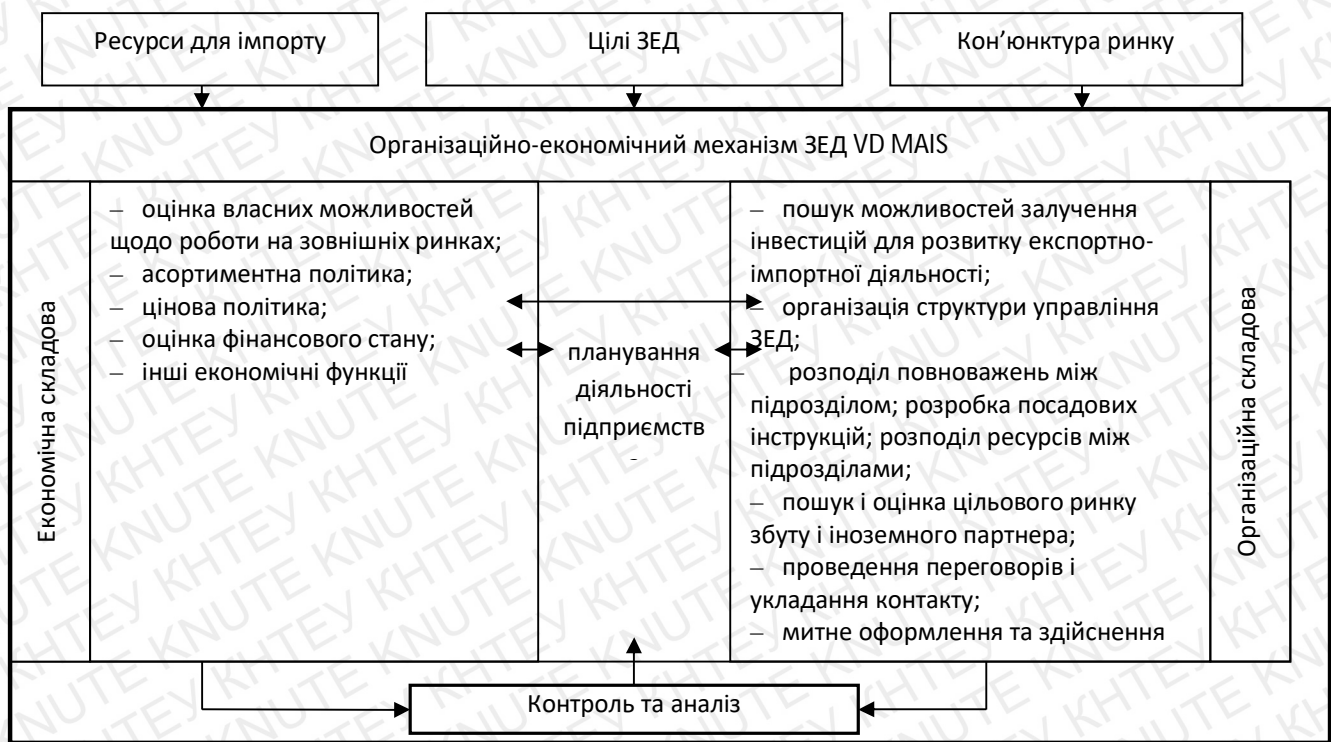 Ресурси для імпорту
Цілі ЗЕД
Кон’юнктура ринку
Організаційно-економічний механізм ЗЕД VD MAIS
Економічна складова
– оцінка власних можливостей
щодо роботи на зовнішніх ринках;
– асортиментна політика;
– цінова політика;
– оцінка фінансового стану;
– інші економічні функції
планування
діяльності
підприємств
– пошук можливостей залучення
інвестицій для розвитку експортно-
імпортної діяльності;
– організація структури управління
ЗЕД;
– розподіл повноважень між
підрозділом; розробка посадових
інструкцій; розподіл ресурсів між
підрозділами;
– пошук і оцінка цільового ринку
збуту і іноземного партнера;
– проведення переговорів і
укладання контакту;
– митне оформлення та здійснення
Організаційна складова
Контроль та аналіз